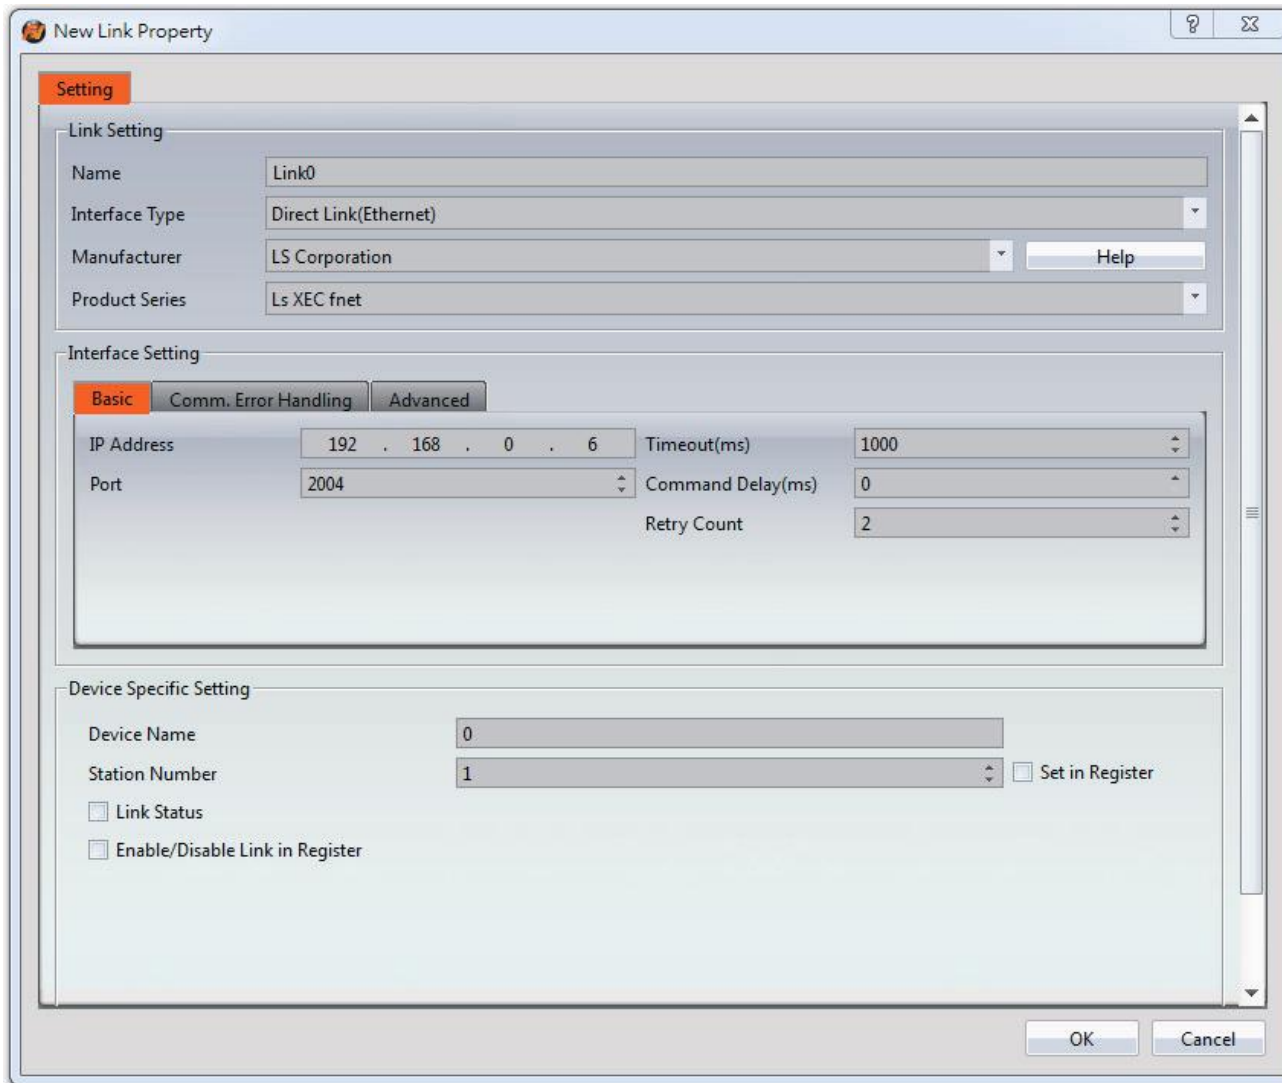 New Link Property
Setting
Link Setting
Name Link0
Interface Type Direct Link(Ethernet)
Manufacturer LS Corporation Help
Product Series Ls XEC fnet
Interface Setting
Basic Comm. Error Handling Advanced
IP Address 192 . 168 . 0 . 6 Timeout(ms) 1000
Port 2004 Command Delay(ms) 0
Retry Count 2
Device Specific Setting
Device Name 0
Station Number 1 Set in Register
Link Status
Enable/Disable Link in Register
OK Cancel